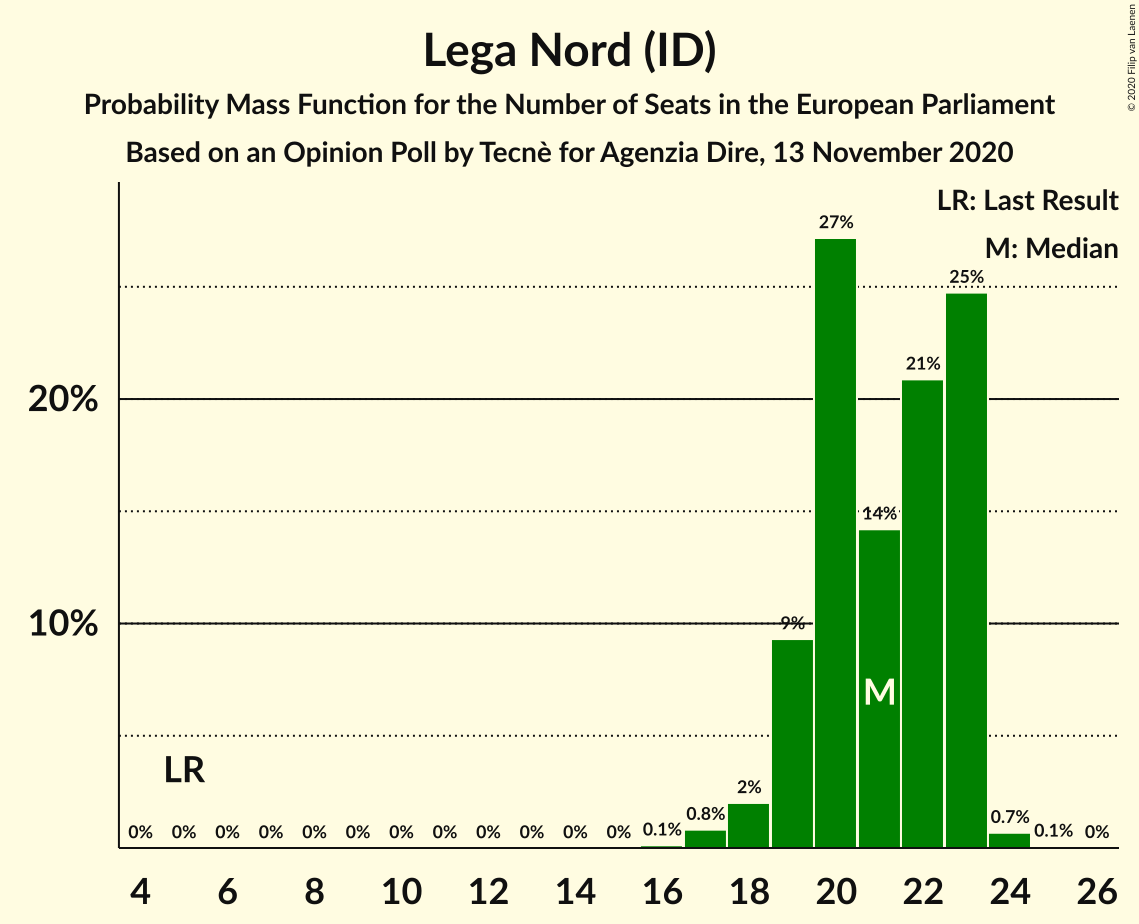 Lega Nord (ID)
Probability Mass Function for the Number of Seats in the European Parliament
Based on an Opinion Poll by Tecnè for Agenzia Dire, 13 November 2020
© 2020 Filip van Laenen
LR: Last Result
M: Median
20%
10%
LR
M
0% 0% 0% 0% 0% 0% 0% 0% 0% 0% 0% 0% 0.1% 0.8% 2% 9% 27% 14% 21% 25% 0.7% 0.1% 0%
4 6 8 10 12 14 16 18 20 22 24 26